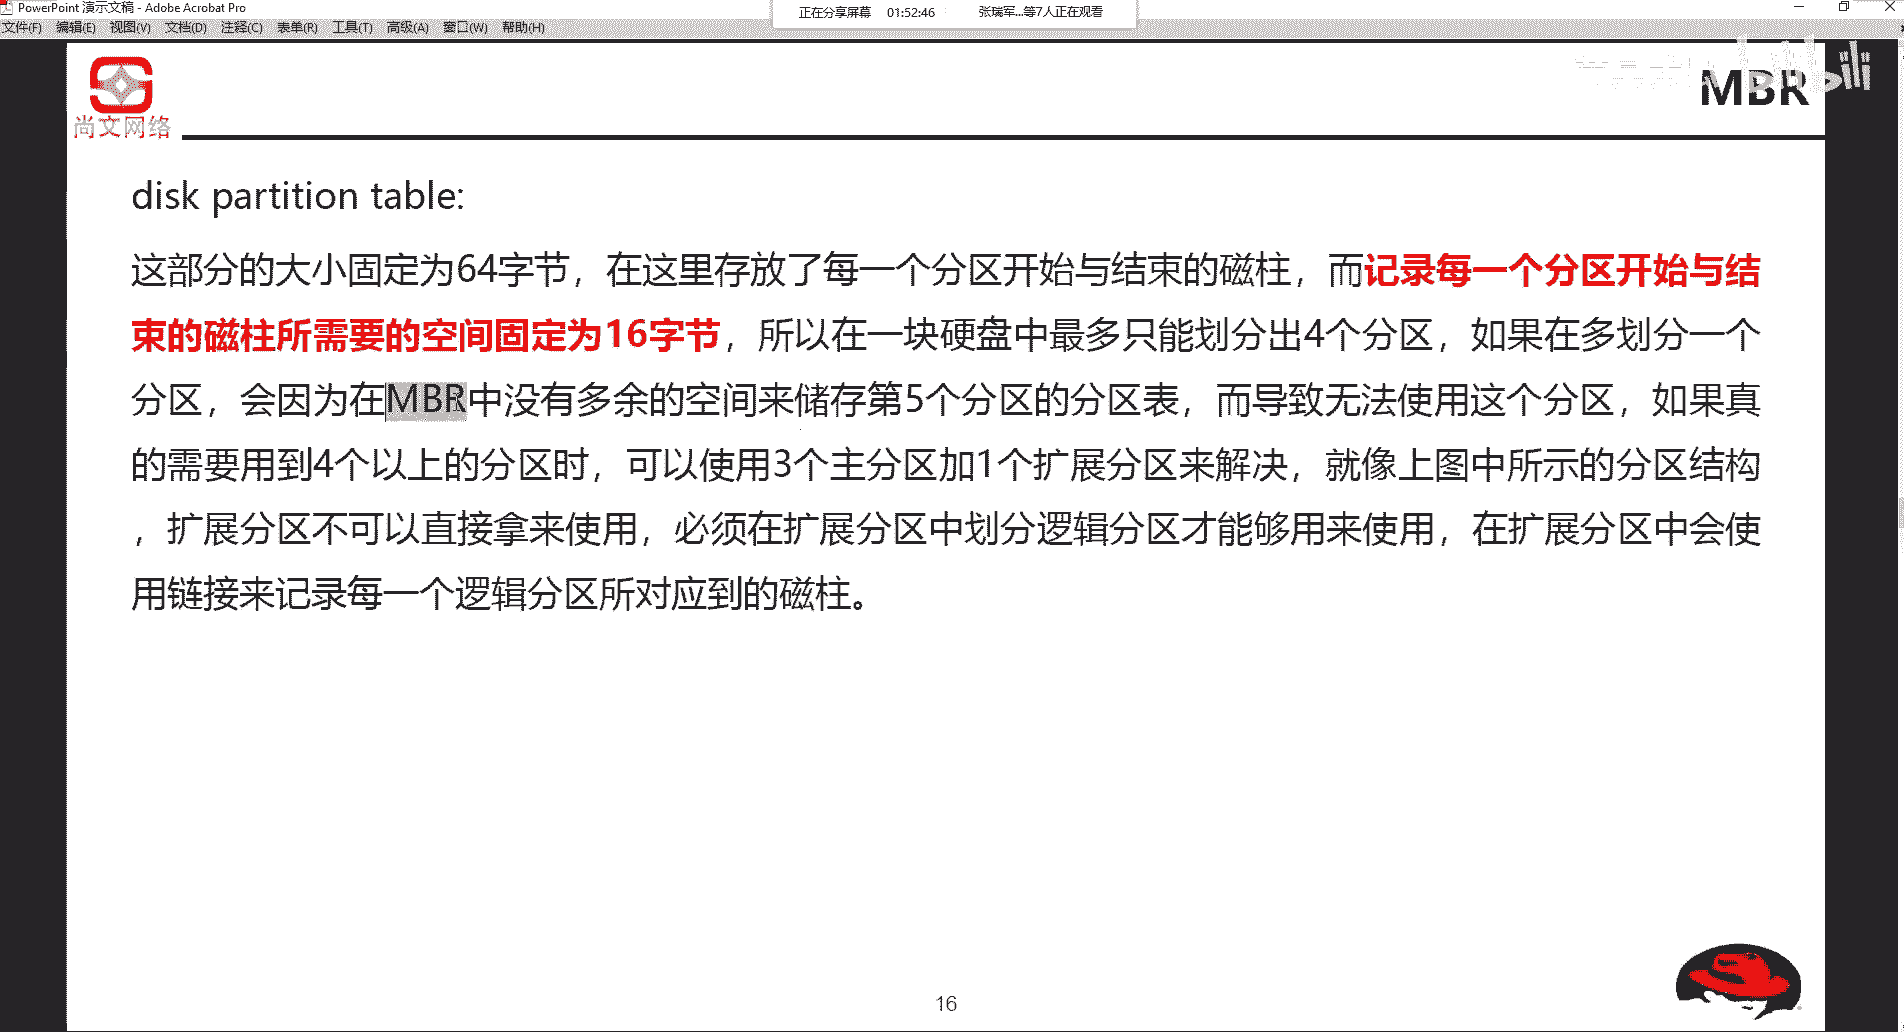 PowerPoint 演示文稿 - Adobe Acrobat Pro
正在分享屏幕 01:52:46 张瑞军...等7人正在观看
文件(F) 编辑(E) 视图(V) 文档(D) 注释(C) 表单(R) 工具(T) 高级(A) 窗口(W) 帮助(H)
bilibili
MBR
尚文网络
disk partition table:
这部分的大小固定为64字节，在这里存放了每一个分区开始与结束的磁柱，而记录每一个分区开始与结
束的磁柱所需要的空间固定为16字节，所以在一块硬盘中最多只能划分出4个分区，如果在多划分一个
分区，会因为在MBR中没有多余的空间来储存第5个分区的分区表，而导致无法使用这个分区，如果真
的需要用到4个以上的分区时，可以使用3个主分区加1个扩展分区来解决，就像上图中所示的分区结构
，扩展分区不可以直接拿来使用，必须在扩展分区中划分逻辑分区才能够用来使用，在扩展分区中会使
用链接来记录每一个逻辑分区所对应到的磁柱。
16